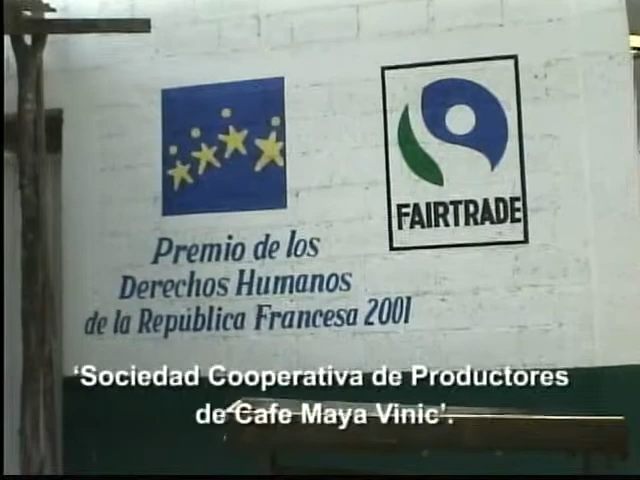 FAIRTRADE
Premio de los
Derechos Humanos
de la República Francesa 2001
‘Sociedad Cooperativa de Productores
de Cafe Maya Vinic’.